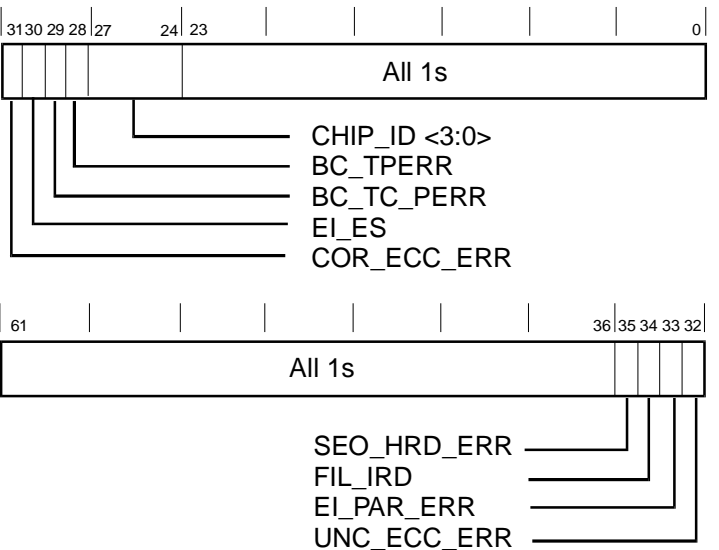 31 30 29 28 27 24 23 0
All 1s
CHIP_ID <3:0>
BC_TPERR
BC_TC_PERR
EI_ES
COR_ECC_ERR
61 36 35 34 33 32
All 1s
SEO_HRD_ERR
FIL_IRD
EI_PAR_ERR
UNC_ECC_ERR